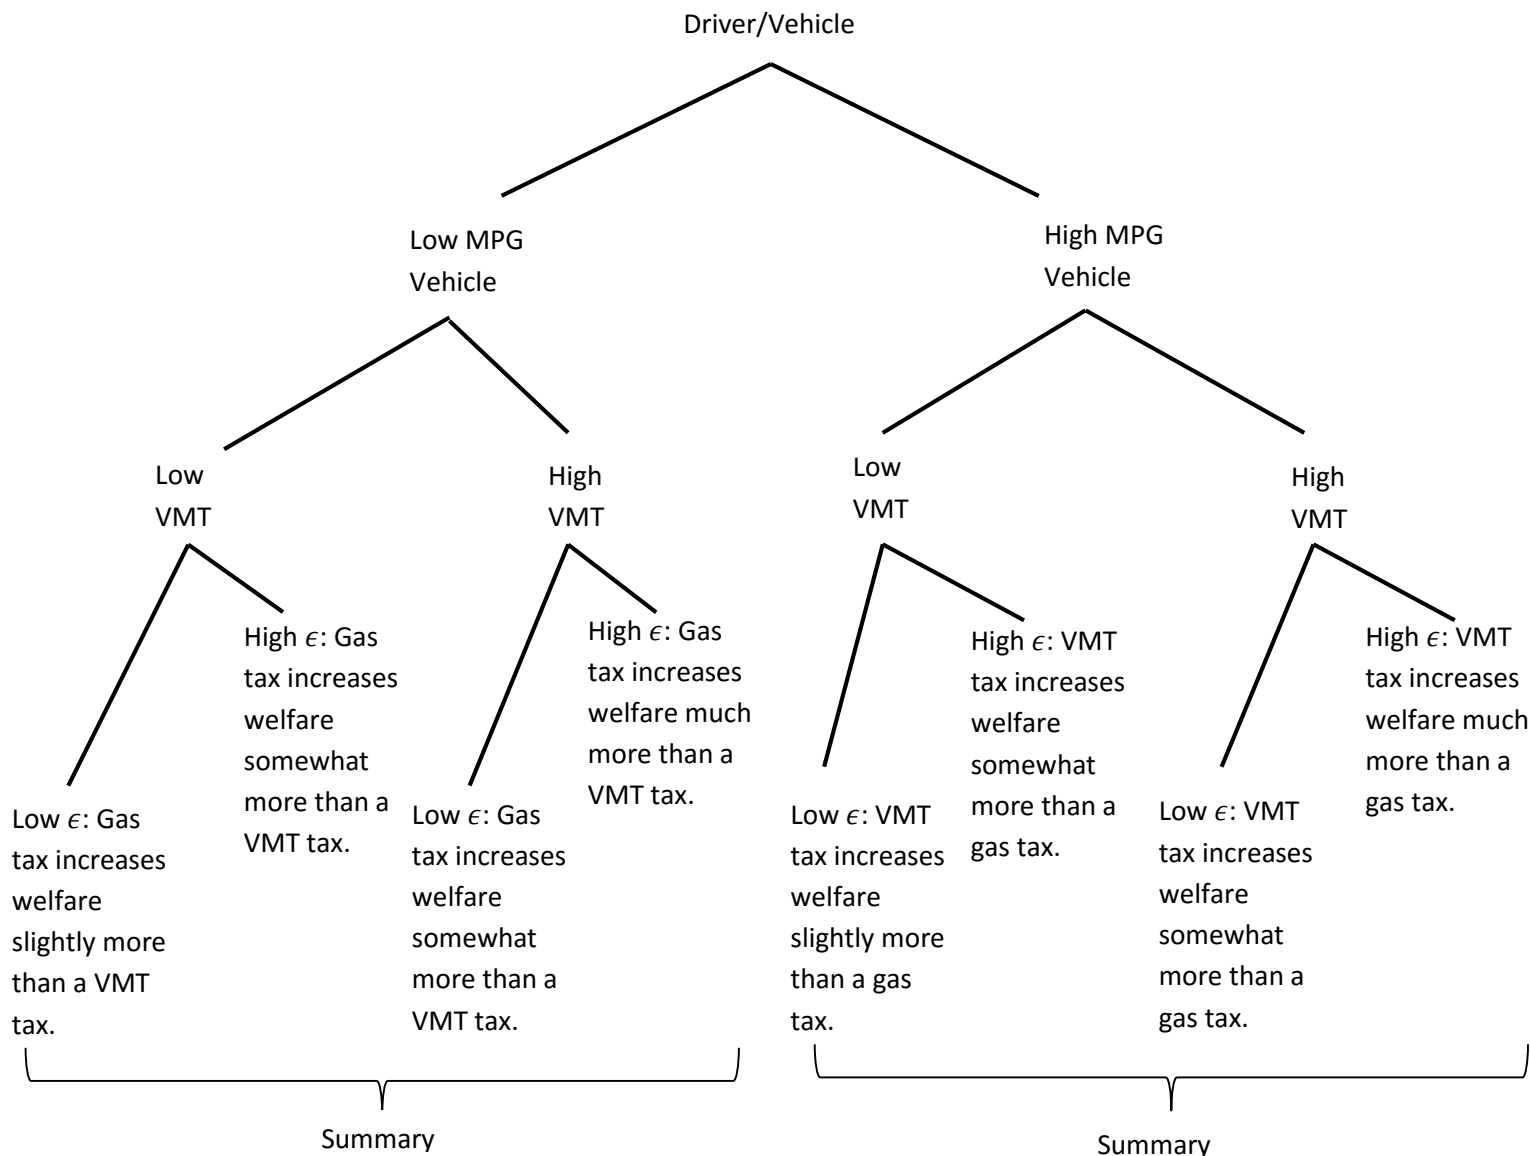 Driver/Vehicle
Low MPG
Vehicle
High MPG
Vehicle
Low
VMT
High
VMT
Low
VMT
High
VMT
Low ϵ: Gas
tax increases
welfare
slightly more
than a VMT
tax.
High ϵ: Gas
tax increases
welfare
somewhat
more than a
VMT tax.
Low ϵ: Gas
tax increases
welfare
somewhat
more than a
VMT tax.
High ϵ: Gas
tax increases
welfare much
more than a
VMT tax.
Low ϵ: VMT
tax increases
welfare
slightly more
than a gas
tax.
High ϵ: VMT
tax increases
welfare
somewhat
more than a
gas tax.
Low ϵ: VMT
tax increases
welfare
somewhat
more than a
gas tax.
High ϵ: VMT
tax increases
welfare much
more than a
gas tax.
Summary
Summary